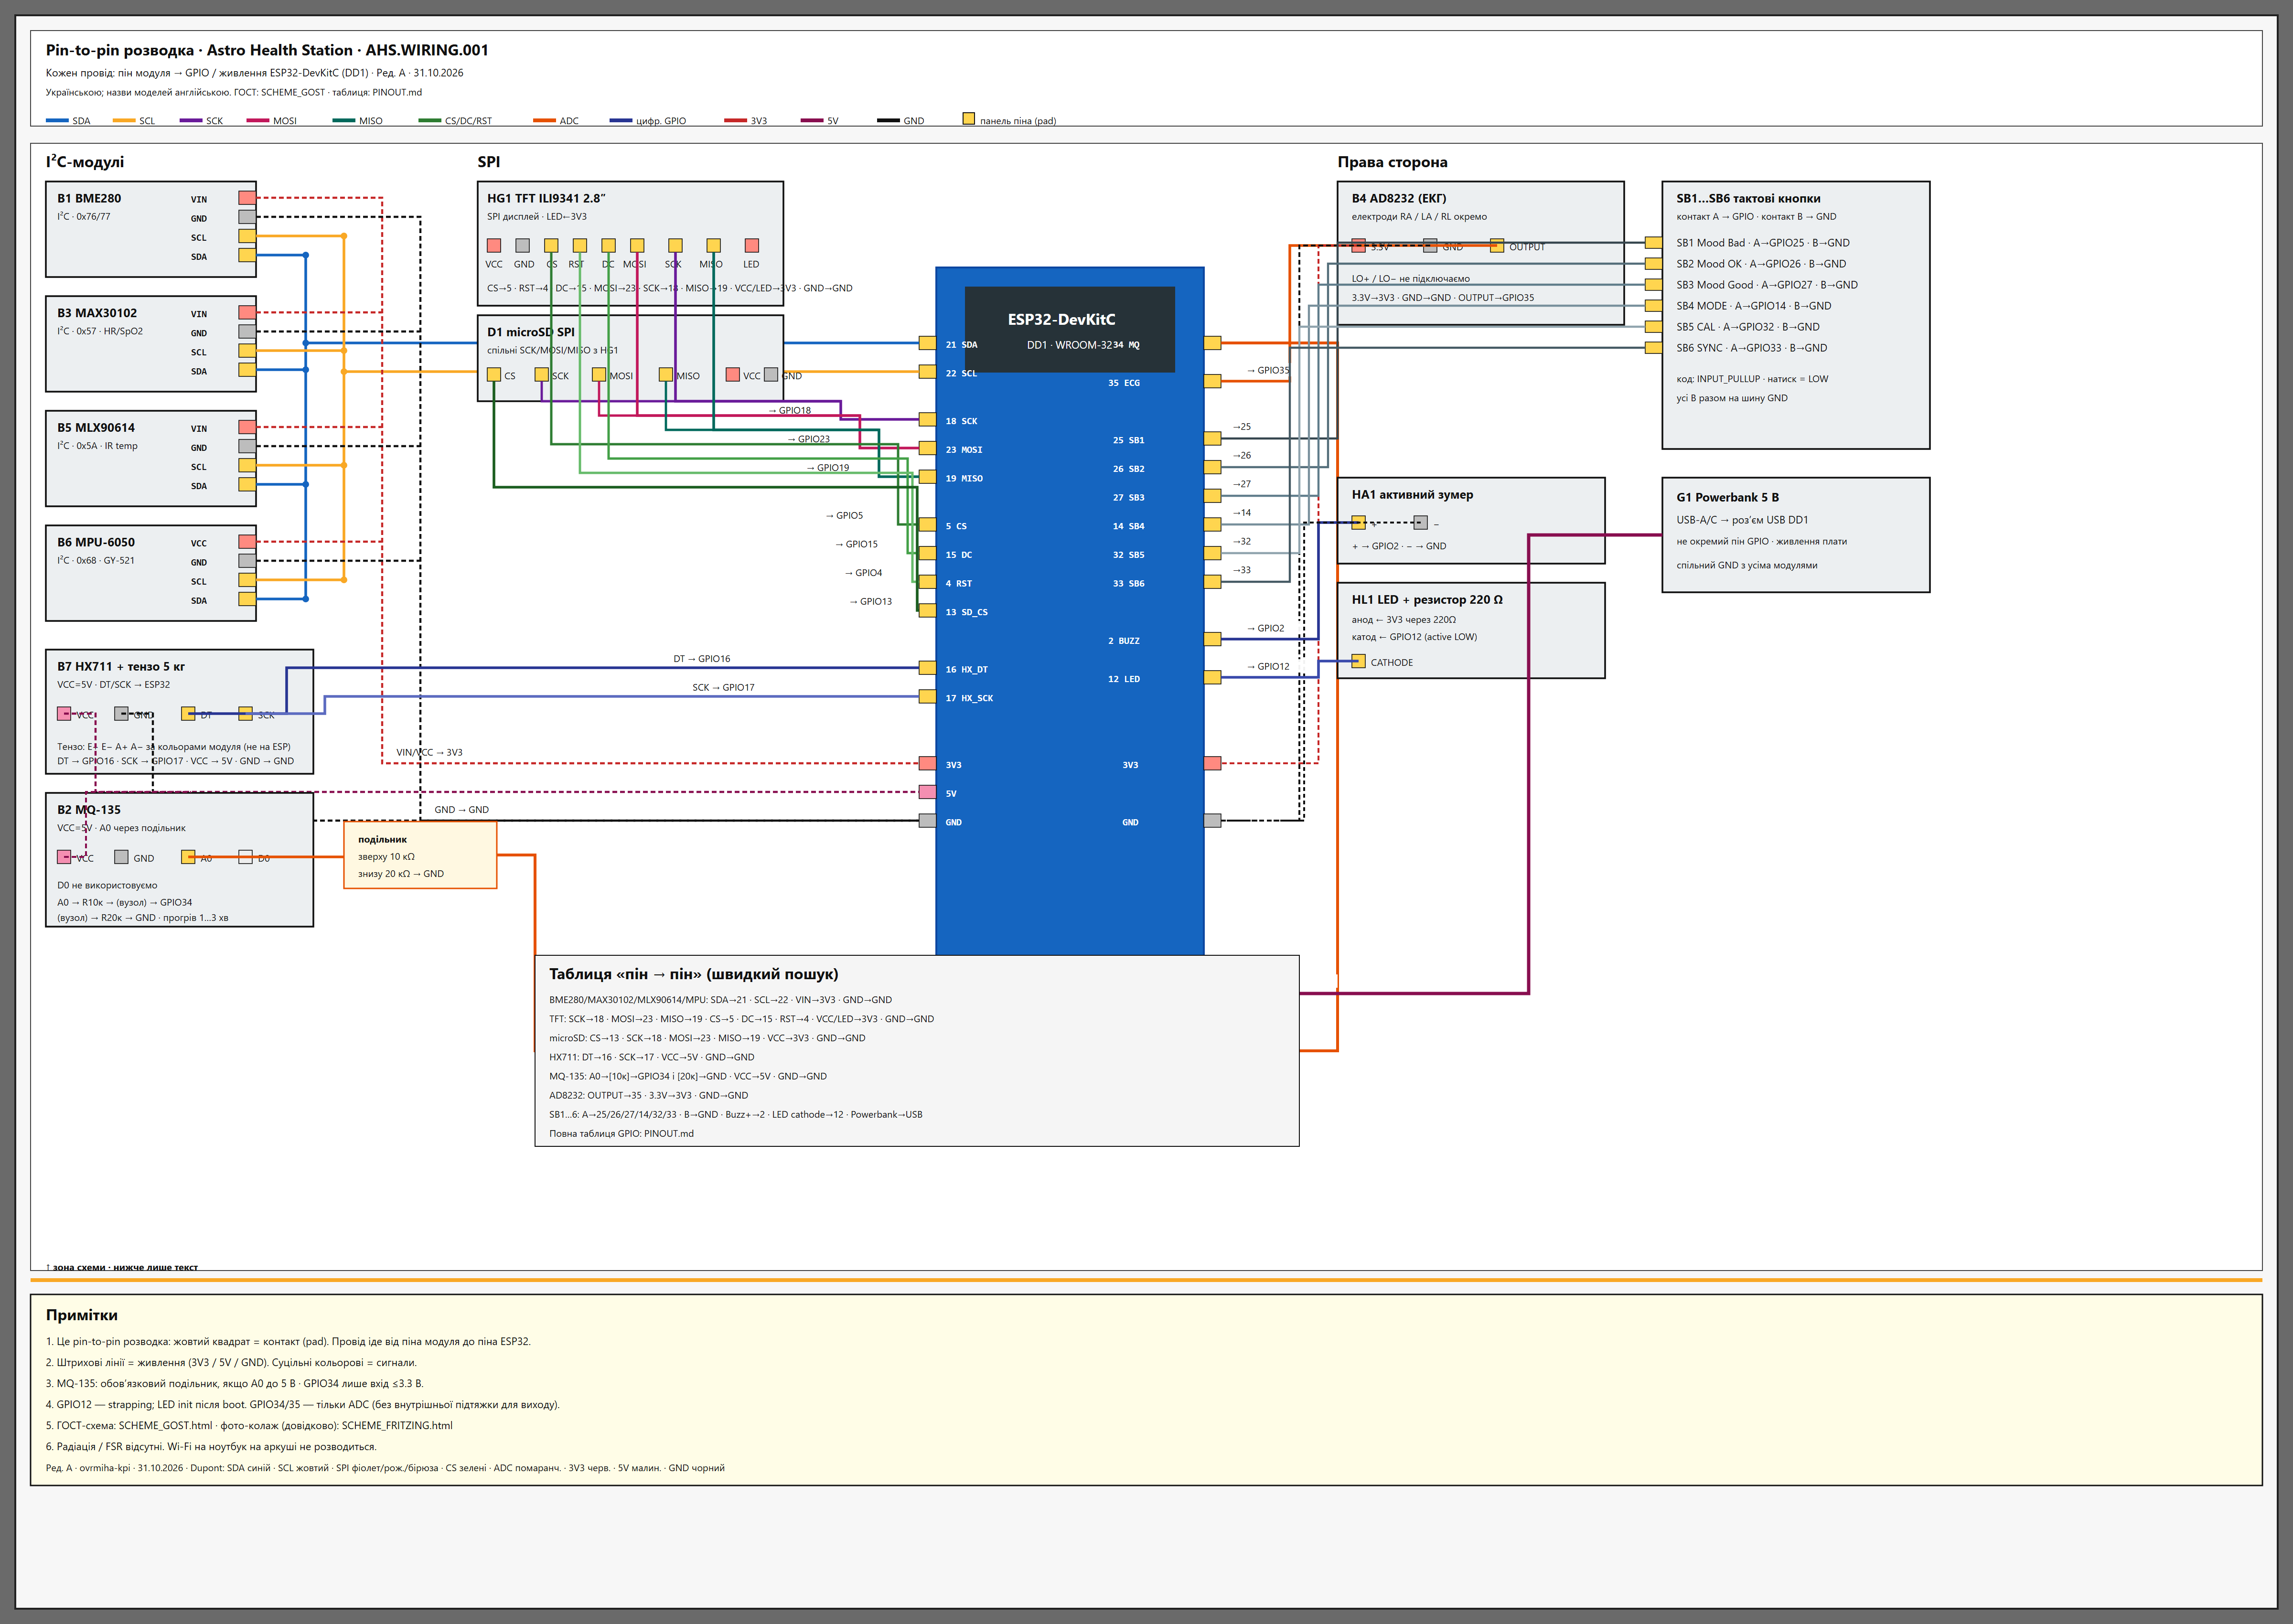 Pin-to-pin розводка · Astro Health Station · AHS.WIRING.001
Кожен провід: пін модуля → GPIO / живлення ESP32-DevKitC (DD1) · Ред. A · 31.10.2026
Українською; назви моделей англійською. ГОСТ: SCHEME_GOST · таблиця: PINOUT.md
SDA SCL SCK MOSI MISO CS/DC/RST ADC цифр. GPIO 3V3 5V GND панель піна (pad)
I²C-модулі
B1 BME280
I²C · 0x76/77
VIN
GND
SCL
SDA
B3 MAX30102
I²C · 0x57 · HR/SpO2
VIN
GND
SCL
SDA
B5 MLX90614
I²C · 0x5A · IR temp
VIN
GND
SCL
SDA
B6 MPU-6050
I²C · 0x68 · GY-521
VCC
GND
SCL
SDA
B7 HX711 + тензо 5 кг
VCC=5V · DT/SCK → ESP32
VCC GND DT SCK
Тензо: E+ E− A+ A− за кольорами модуля (не на ESP)
DT → GPIO16 · SCK → GPIO17 · VCC → 5V · GND → GND
B2 MQ-135
VCC=5V · A0 через подільник
VCC GND A0 D0
D0 не використовуємо
A0 → R10к → (вузол) → GPIO34
(вузол) → R20к → GND · прогрів 1…3 хв
подільник
зверху 10 кΩ
знизу 20 кΩ → GND
SPI
HG1 TFT ILI9341 2.8″
SPI дисплей · LED←3V3
VCC GND CS RST DC MOSI SCK MISO LED
CS→5 · RST→4 · DC→15 · MOSI→23 · SCK→18 · MISO→19 · VCC/LED→3V3 · GND→GND
D1 microSD SPI
спільні SCK/MOSI/MISO з HG1
CS SCK MOSI MISO VCC GND
→ GPIO18
→ GPIO23
→ GPIO19
→ GPIO5
→ GPIO15
→ GPIO4
→ GPIO13
DT → GPIO16
SCK → GPIO17
VIN/VCC → 3V3
GND → GND
ESP32-DevKitC
DD1 · WROOM-32
21 SDA
22 SCL
18 SCK
23 MOSI
19 MISO
5 CS
15 DC
4 RST
13 SD_CS
16 HX_DT
17 HX_SCK
3V3
5V
GND
34 MQ
35 ECG
25 SB1
26 SB2
27 SB3
14 SB4
32 SB5
33 SB6
2 BUZZ
12 LED
3V3
GND
→ GPIO35
→25
→26
→27
→14
→32
→33
→ GPIO2
→ GPIO12
Права сторона
B4 AD8232 (ЕКГ)
електроди RA / LA / RL окремо
3.3V GND OUTPUT
LO+ / LO− не підключаємо
3.3V→3V3 · GND→GND · OUTPUT→GPIO35
HA1 активний зумер
+ −
+ → GPIO2 · − → GND
HL1 LED + резистор 220 Ω
анод ← 3V3 через 220Ω
катод ← GPIO12 (active LOW)
CATHODE
SB1…SB6 тактові кнопки
контакт A → GPIO · контакт B → GND
SB1 Mood Bad · A→GPIO25 · B→GND
SB2 Mood OK · A→GPIO26 · B→GND
SB3 Mood Good · A→GPIO27 · B→GND
SB4 MODE · A→GPIO14 · B→GND
SB5 CAL · A→GPIO32 · B→GND
SB6 SYNC · A→GPIO33 · B→GND
код: INPUT_PULLUP · натиск = LOW
усі B разом на шину GND
G1 Powerbank 5 В
USB-A/C → роз'єм USB DD1
не окремий пін GPIO · живлення плати
спільний GND з усіма модулями
Таблиця «пін → пін» (швидкий пошук)
BME280/MAX30102/MLX90614/MPU: SDA→21 · SCL→22 · VIN→3V3 · GND→GND
TFT: SCK→18 · MOSI→23 · MISO→19 · CS→5 · DC→15 · RST→4 · VCC/LED→3V3 · GND→GND
microSD: CS→13 · SCK→18 · MOSI→23 · MISO→19 · VCC→3V3 · GND→GND
HX711: DT→16 · SCK→17 · VCC→5V · GND→GND
MQ-135: A0→[10к]→GPIO34 і [20к]→GND · VCC→5V · GND→GND
AD8232: OUTPUT→35 · 3.3V→3V3 · GND→GND
SB1…6: A→25/26/27/14/32/33 · B→GND · Buzz+→2 · LED cathode→12 · Powerbank→USB
Повна таблиця GPIO: PINOUT.md
↑ зона схеми · нижче лише текст
Примітки
1. Це pin-to-pin розводка: жовтий квадрат = контакт (pad). Провід іде від піна модуля до піна ESP32.
2. Штрихові лінії = живлення (3V3 / 5V / GND). Суцільні кольорові = сигнали.
3. MQ-135: обов'язковий подільник, якщо A0 до 5 В · GPIO34 лише вхід ≤3.3 В.
4. GPIO12 — strapping; LED init після boot. GPIO34/35 — тільки ADC (без внутрішньої підтяжки для виходу).
5. ГОСТ-схема: SCHEME_GOST.html · фото-колаж (довідково): SCHEME_FRITZING.html
6. Радіація / FSR відсутні. Wi-Fi на ноутбук на аркуші не розводиться.
Ред. A · ovrmiha-kpi · 31.10.2026 · Dupont: SDA синій · SCL жовтий · SPI фіолет/рож./бірюза · CS зелені · ADC помаранч. · 3V3 черв. · 5V малин. · GND чорний